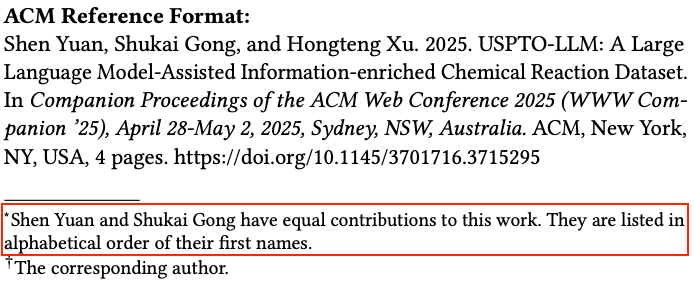 ACM Reference Format:
Shen Yuan, Shukai Gong, and Hongteng Xu. 2025. USPTO-LLM: A Large
Language Model-Assisted Information-enriched Chemical Reaction Dataset.
In Companion Proceedings of the ACM Web Conference 2025 (WWW Com-
panion ’25), April 28-May 2, 2025, Sydney, NSW, Australia. ACM, New York,
NY, USA, 4 pages. https://doi.org/10.1145/3701716.3715295
*Shen Yuan and Shukai Gong have equal contributions to this work. They are listed in
alphabetical order of their first names.
†The corresponding author.